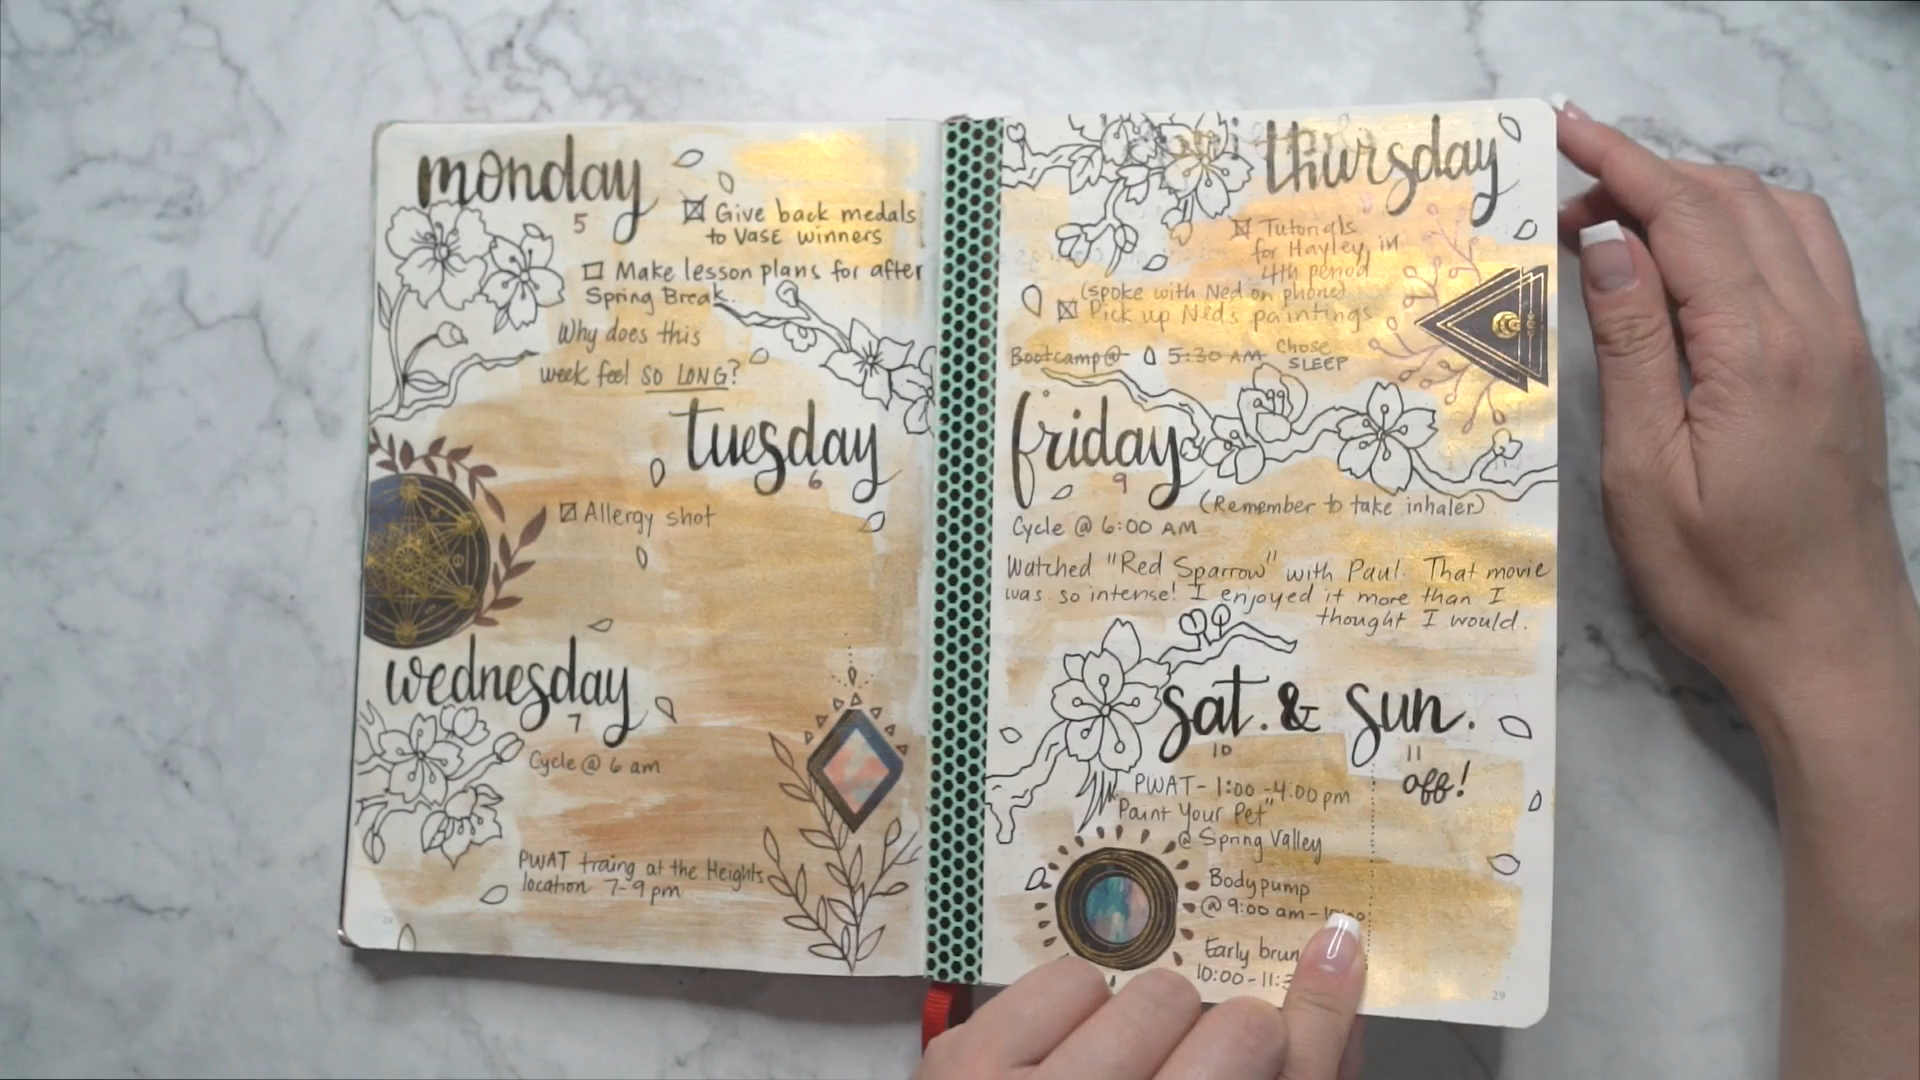 monday
5
Give back medals
to VASE winners
Make lesson plans for after
Spring Break.
Why does this
week feel SO LONG?
tuesday
6
Allergy shot
wednesday
7
Cycle @ 6 am
PWAT traing at the Heights
location 7-9 pm
28
thursday
Tutorials
for Hayley, in
4th period
(spoke with Ned on phone)
Pick up Ned's paintings
Bootcamp @ 5:30 AM Chose
SLEEP
friday
9
(Remember to take inhaler)
Cycle @ 6:00 AM
Watched "Red Sparrow" with Paul. That movie
was so intense! I enjoyed it more than I
thought I would.
sat. & sun.
10 11
off!
PWAT - 1:00 - 4:00 pm
"Paint Your Pet"
@ Spring Valley
Bodypump
@ 9:00 am -
Early
10:00 -
29